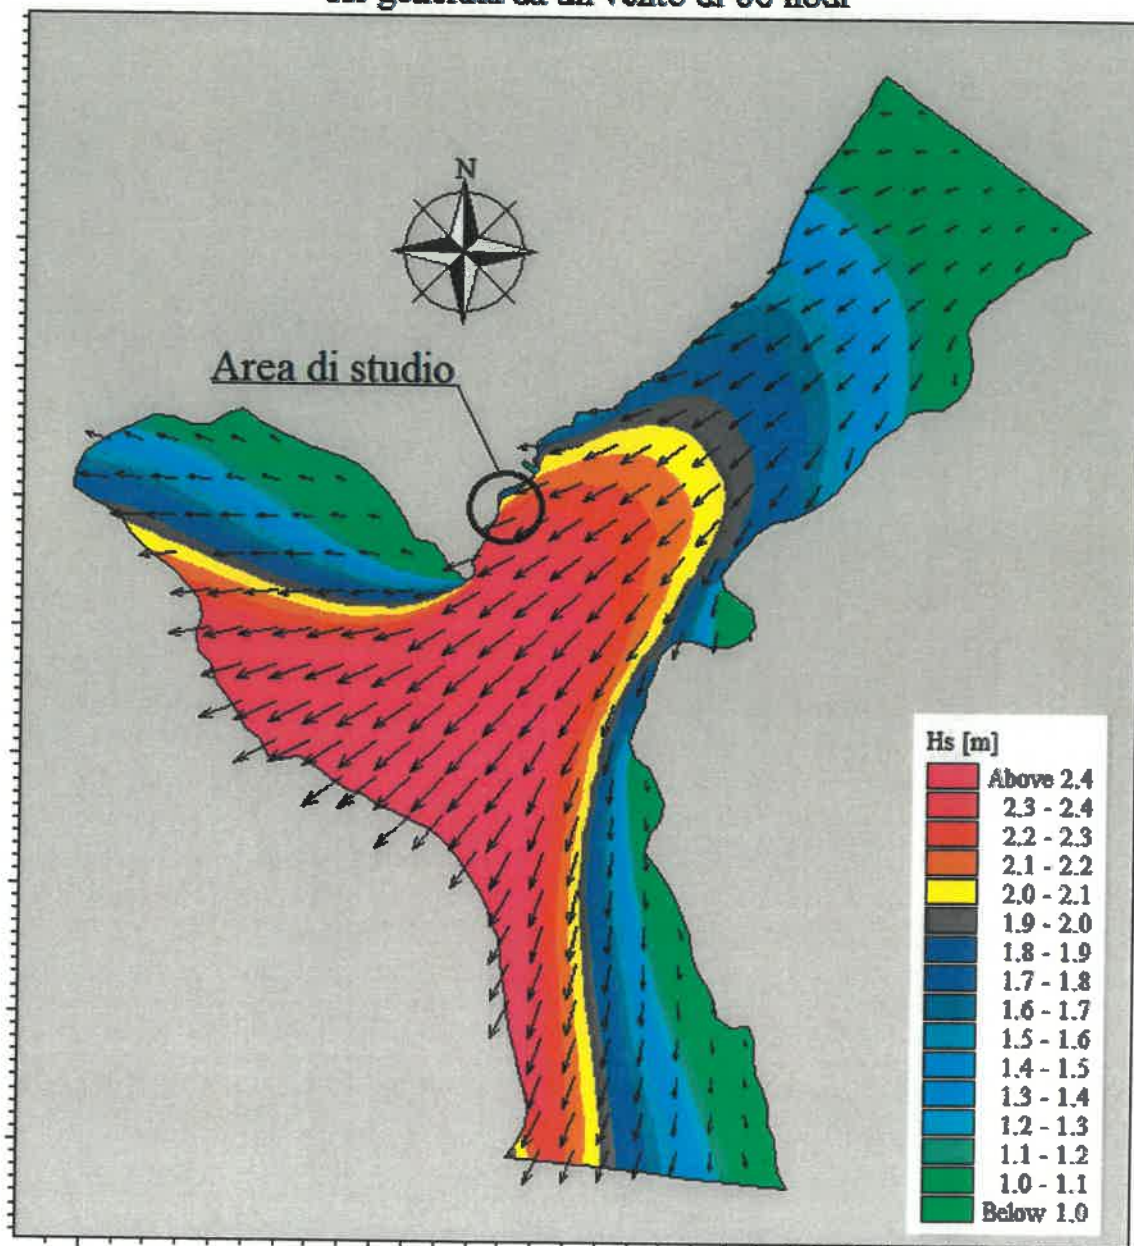 N
Area di studio
Hs [m]
Above 2.4
2.3 - 2.4
2.2 - 2.3
2.1 - 2.2
2.0 - 2.1
1.9 - 2.0
1.8 - 1.9
1.7 - 1.8
1.6 - 1.7
1.5 - 1.6
1.4 - 1.5
1.3 - 1.4
1.2 - 1.3
1.1 - 1.2
1.0 - 1.1
Below 1.0